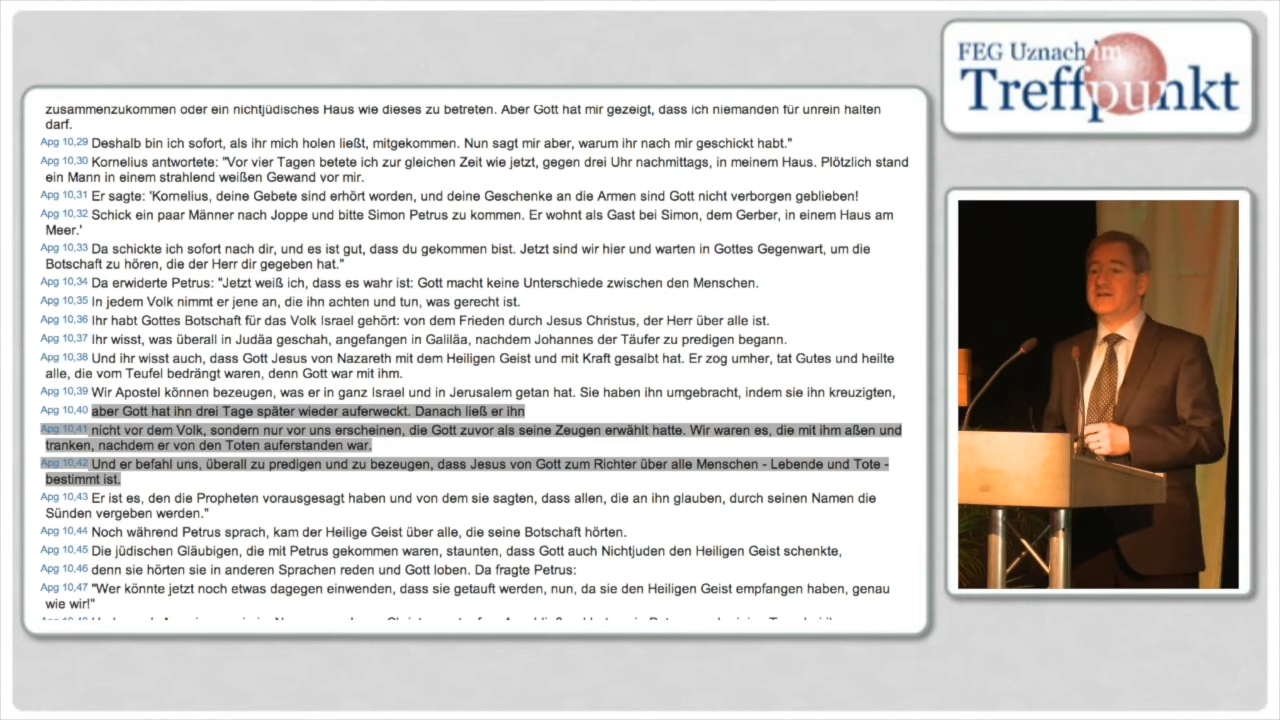 zusammenzukommen oder ein nichtjüdisches Haus wie dieses zu betreten. Aber Gott hat mir gezeigt, dass ich niemanden für unrein halten
darf.
Apg 10,29 Deshalb bin ich sofort, als ihr mich holen ließt, mitgekommen. Nun sagt mir aber, warum ihr nach mir geschickt habt."
Apg 10,30 Kornelius antwortete: "Vor vier Tagen betete ich zur gleichen Zeit wie jetzt, gegen drei Uhr nachmittags, in meinem Haus. Plötzlich stand
ein Mann in einem strahlend weißen Gewand vor mir.
Apg 10,31 Er sagte: 'Kornelius, deine Gebete sind erhört worden, und deine Geschenke an die Armen sind Gott nicht verborgen geblieben!
Apg 10,32 Schick ein paar Männer nach Joppe und bitte Simon Petrus zu kommen. Er wohnt als Gast bei Simon, dem Gerber, in einem Haus am
Meer.'
Apg 10,33 Da schickte ich sofort nach dir, und es ist gut, dass du gekommen bist. Jetzt sind wir hier und warten in Gottes Gegenwart, um die
Botschaft zu hören, die der Herr dir gegeben hat."
Apg 10,34 Da erwiderte Petrus: "Jetzt weiß ich, dass es wahr ist: Gott macht keine Unterschiede zwischen den Menschen.
Apg 10,35 In jedem Volk nimmt er jene an, die ihn achten und tun, was gerecht ist.
Apg 10,36 Ihr habt Gottes Botschaft für das Volk Israel gehört: von dem Frieden durch Jesus Christus, der Herr über alle ist.
Apg 10,37 Ihr wisst, was überall in Judäa geschah, angefangen in Galiläa, nachdem Johannes der Täufer zu predigen begann.
Apg 10,38 Und ihr wisst auch, dass Gott Jesus von Nazareth mit dem Heiligen Geist und mit Kraft gesalbt hat. Er zog umher, tat Gutes und heilte
alle, die vom Teufel bedrängt waren, denn Gott war mit ihm.
Apg 10,39 Wir Apostel können bezeugen, was er in ganz Israel und in Jerusalem getan hat. Sie haben ihn umgebracht, indem sie ihn kreuzigten,
Apg 10,40 aber Gott hat ihn drei Tage später wieder auferweckt. Danach ließ er ihn
Apg 10,41 nicht vor dem Volk, sondern nur vor uns erscheinen, die Gott zuvor als seine Zeugen erwählt hatte. Wir waren es, die mit ihm aßen und
tranken, nachdem er von den Toten auferstanden war.
Apg 10,42 Und er befahl uns, überall zu predigen und zu bezeugen, dass Jesus von Gott zum Richter über alle Menschen - Lebende und Tote -
bestimmt ist.
Apg 10,43 Er ist es, den die Propheten vorausgesagt haben und von dem sie sagten, dass allen, die an ihn glauben, durch seinen Namen die
Sünden vergeben werden."
Apg 10,44 Noch während Petrus sprach, kam der Heilige Geist über alle, die seine Botschaft hörten.
Apg 10,45 Die jüdischen Gläubigen, die mit Petrus gekommen waren, staunten, dass Gott auch Nichtjuden den Heiligen Geist schenkte,
Apg 10,46 denn sie hörten sie in anderen Sprachen reden und Gott loben. Da fragte Petrus:
Apg 10,47 "Wer könnte jetzt noch etwas dagegen einwenden, dass sie getauft werden, nun, da sie den Heiligen Geist empfangen haben, genau
wie wir!"
FEG Uznach im
Treffpunkt